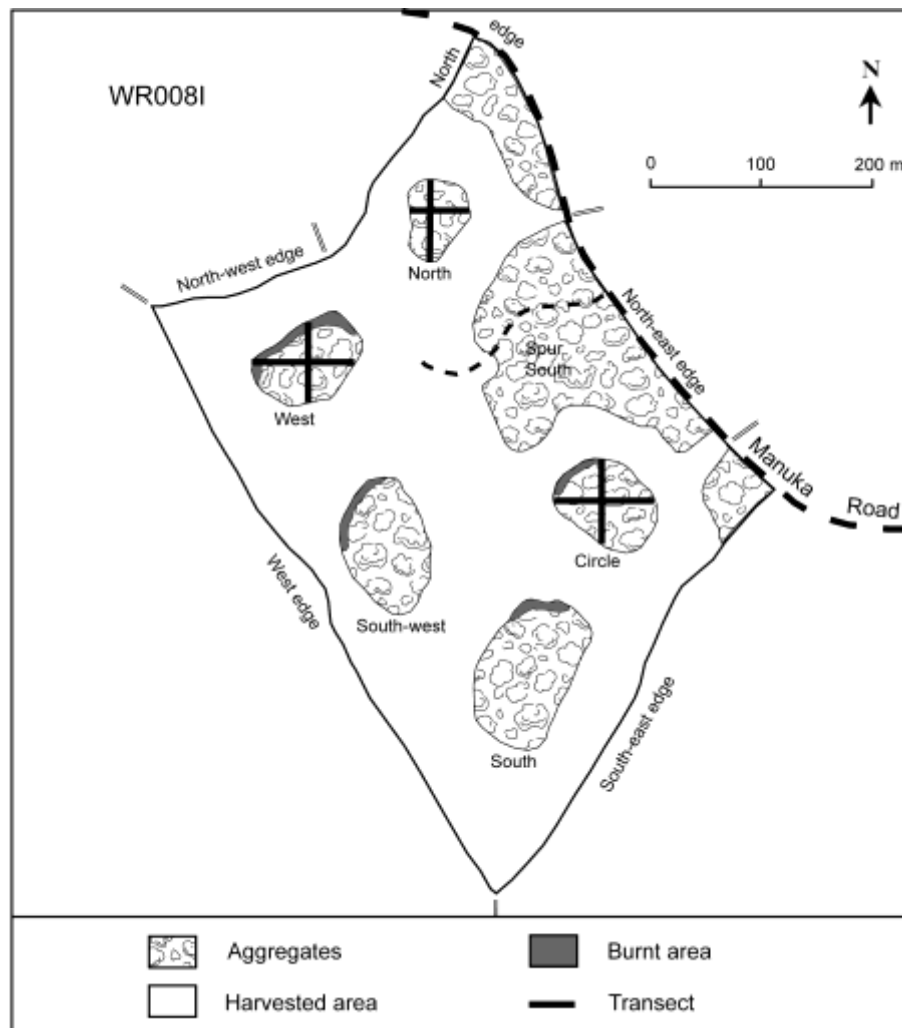 WR008I
North
edge
N
0 100 200 m
North
North-west edge
West
Spur
South
North-east edge
Manuka
Road
Circle
West edge
South-west
South
South-east edge
Aggregates
Burnt area
Harvested area
Transect